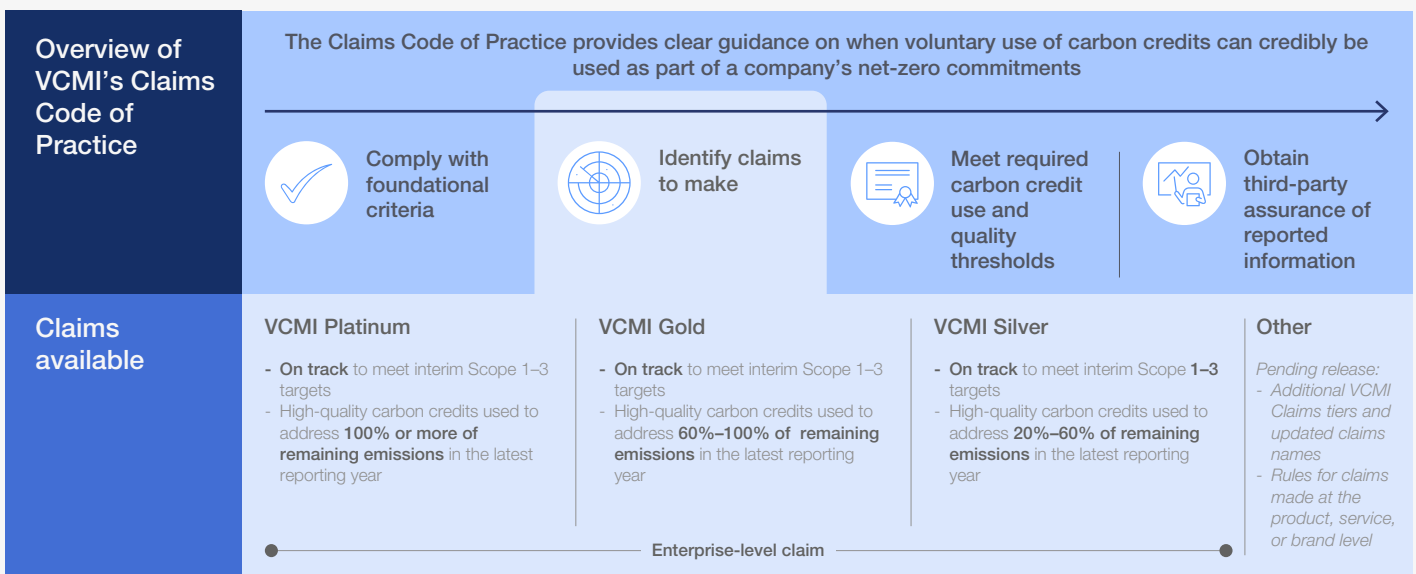 Overview of
VCMI's Claims
Code of
Practice
The Claims Code of Practice provides clear guidance on when voluntary use of carbon credits can credibly be
used as part of a company's net-zero commitments
Comply with
foundational
criteria
Identify claims
to make
Meet required
carbon credit
use and
quality
thresholds
Obtain
third-party
assurance of
reported
information
Claims
available
VCMI Platinum
- On track to meet interim Scope 1–3
targets
- High-quality carbon credits used to
address 100% or more of
remaining emissions in the latest
reporting year
VCMI Gold
- On track to meet interim Scope 1–3
targets
- High-quality carbon credits used to
address 60%–100% of remaining
emissions in the latest reporting
year
VCMI Silver
- On track to meet interim Scope 1–3
targets
- High-quality carbon credits used to
address 20%–60% of remaining
emissions in the latest reporting
year
Other
Pending release:
- Additional VCMI
Claims tiers and
updated claims
names
- Rules for claims
made at the
product, service,
or brand level
Enterprise-level claim